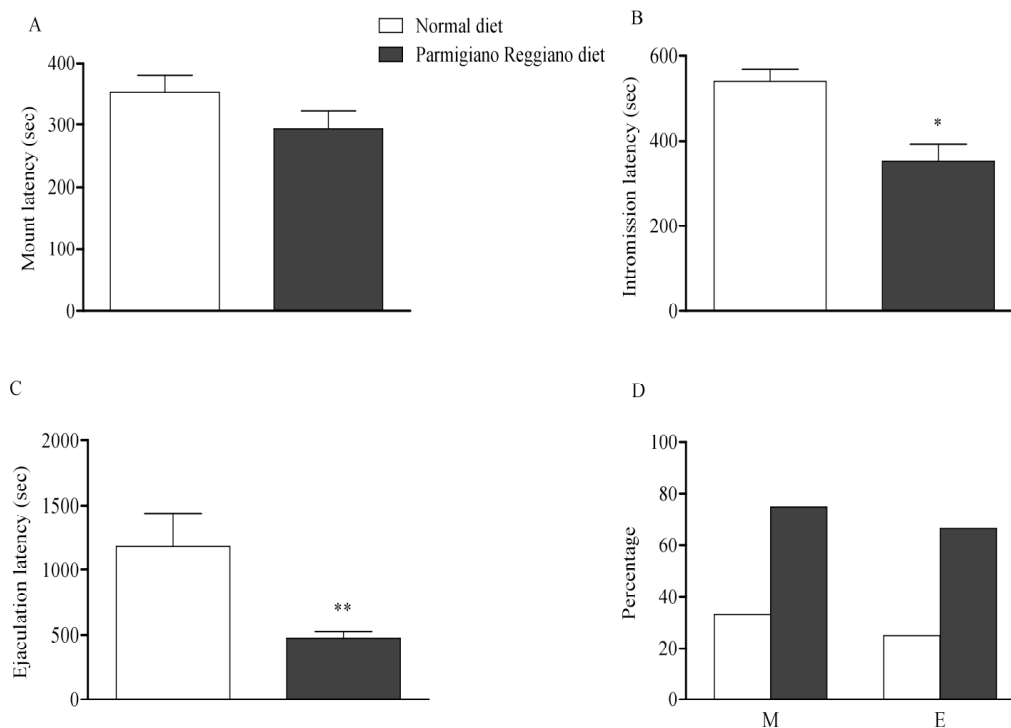 A
Normal diet
Parmigiano Reggiano diet
B
400
300
200
100
0
Mount latency (sec)
600
400
200
0
Intromission latency (sec)
*
C
2000
1500
1000
500
0
Ejaculation latency (sec)
**
D
100
80
60
40
20
0
Percentage
M
E